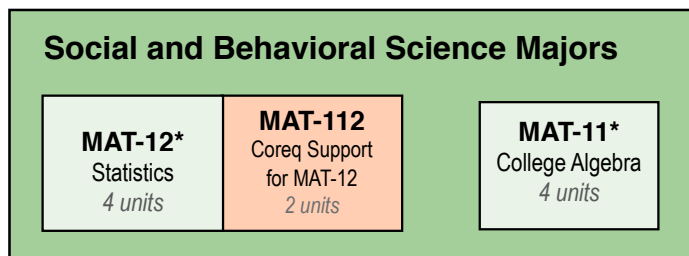 Social and Behavioral Science Majors
MAT-12*
Statistics
4 units
MAT-112
Coreq Support
for MAT-12
2 units
MAT-11*
College Algebra
4 units